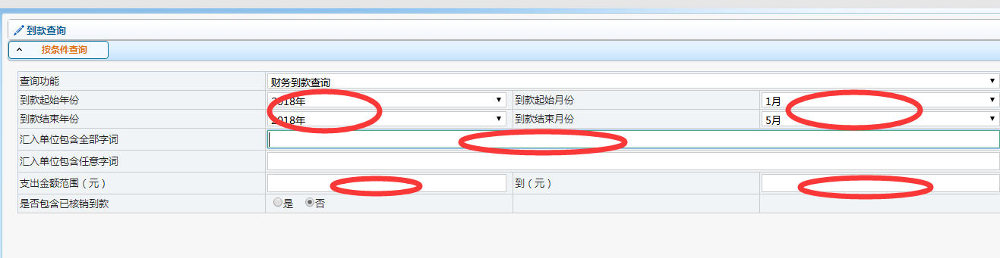 到款查询
按条件查询
查询功能 财务到款查询
到款起始年份 2018年 到款起始月份 1月
到款结束年份 2018年 到款结束月份 5月
汇入单位包含全部字词
汇入单位包含任意字词
支出金额范围（元） 到（元）
是否包含已核销到款 是 否